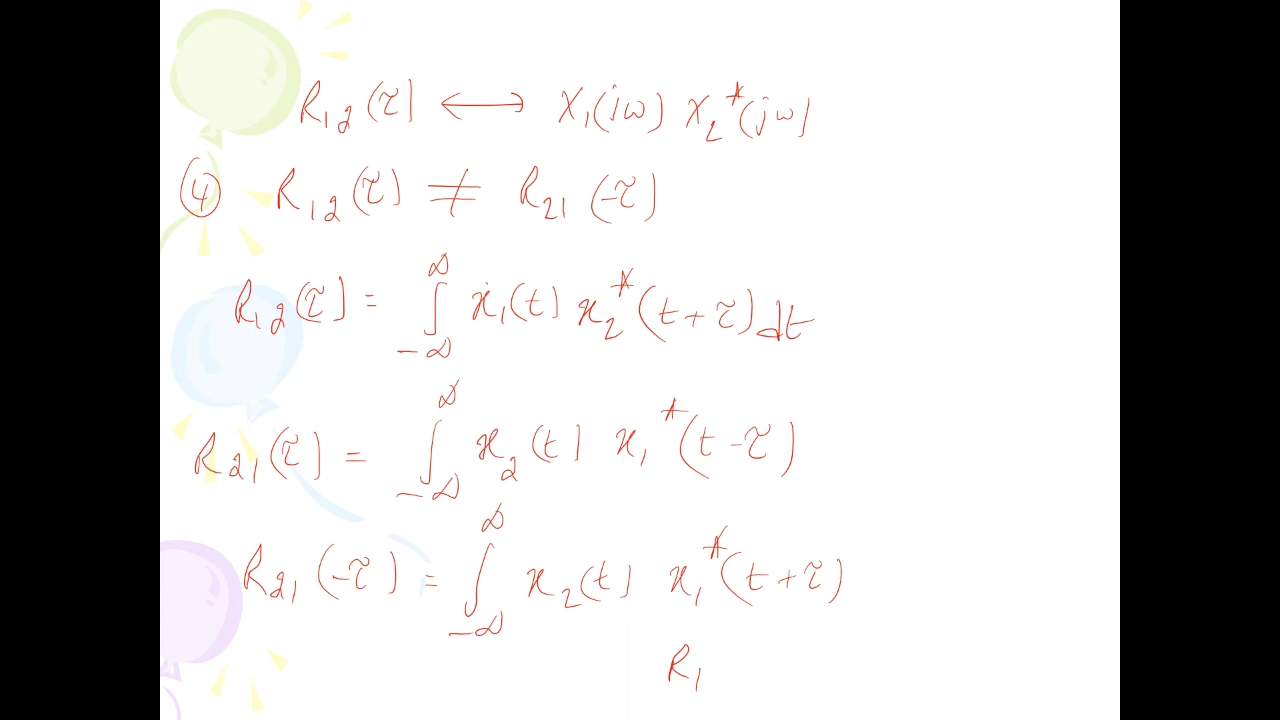 R₁₂(τ) ⟷ X₁(jω) X₂*(jω)
④ R₁₂(τ) ≠ R₂₁(-τ)
R₁₂(τ) = ∫_{-∞}^{∞} x₁(t) x₂*(t+τ) dt
R₂₁(τ) = ∫_{-∞}^{∞} x₂(t) x₁*(t-τ)
R₂₁(-τ) = ∫_{-∞}^{∞} x₂(t) x₁*(t+τ)
R₁